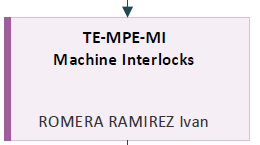 TE-MPE-MI
Machine Interlocks
ROMERA RAMIREZ Ivan